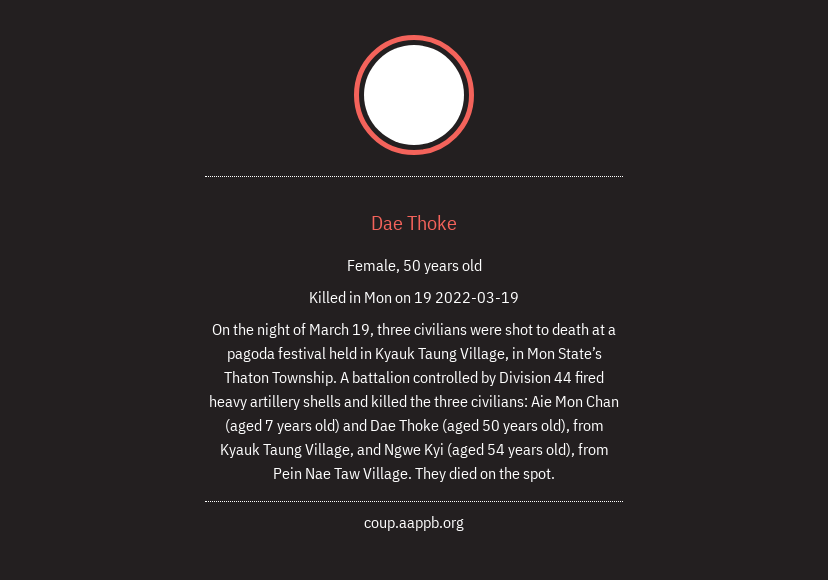 Dae Thoke
Female, 50 years old
Killed in Mon on 19 2022-03-19
On the night of March 19, three civilians were shot to death at a
pagoda festival held in Kyauk Taung Village, in Mon State’s
Thaton Township. A battalion controlled by Division 44 fired
heavy artillery shells and killed the three civilians: Aie Mon Chan
(aged 7 years old) and Dae Thoke (aged 50 years old), from
Kyauk Taung Village, and Ngwe Kyi (aged 54 years old), from
Pein Nae Taw Village. They died on the spot.
coup.aappb.org